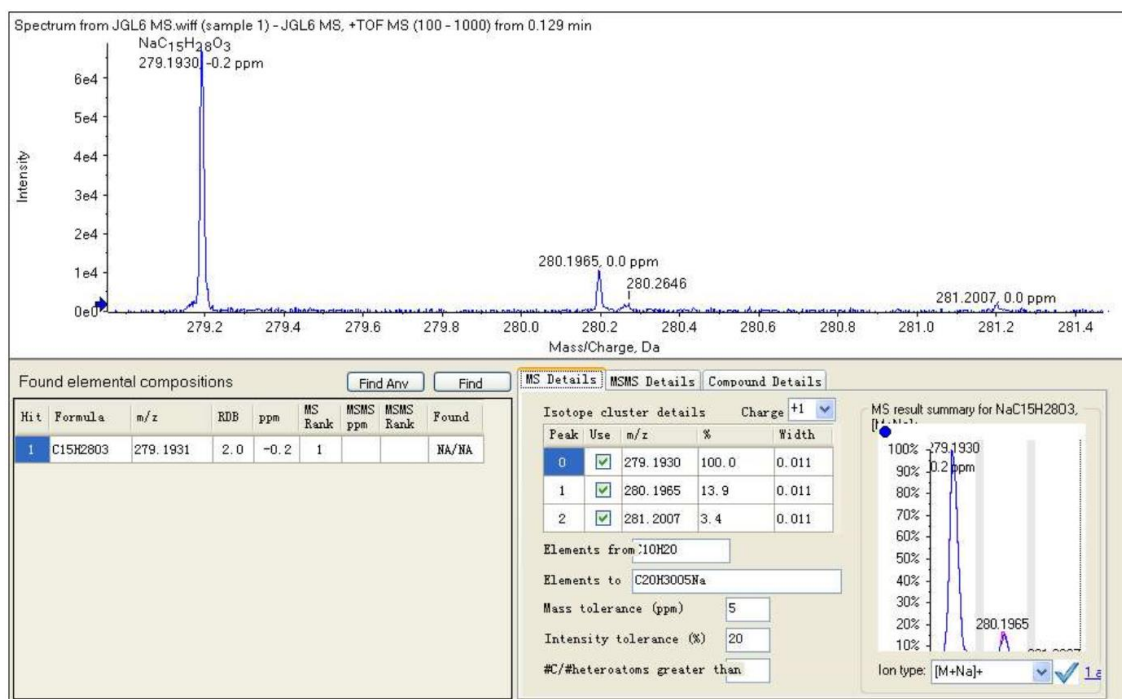 Spectrum from JGL6 MS.wiff (sample 1) - JGL6 MS, +TOF MS (100 - 1000) from 0.129 min
NaC15H28O3
279.1930, -0.2 ppm
6e4
5e4
4e4
3e4
2e4
1e4
0e0
Intensity
280.1965, 0.0 ppm
280.2646
281.2007, 0.0 ppm
279.2 279.4 279.6 279.8 280.0 280.2 280.4 280.6 280.8 281.0 281.2 281.4
Mass/Charge, Da
Found elemental compositions
Find Any Find
Hit Formula m/z RDB ppm MS Rank MSMS ppm MSMS Rank Found
1 C15H28O3 279.1931 2.0 -0.2 1 NA/NA
MS Details MSMS Details Compound Details
Isotope cluster details Charge +1
Peak Use m/z % Width
0 279.1930 100.0 0.011
1 280.1965 13.9 0.011
2 281.2007 3.4 0.011
Elements from C10H20
Elements to C20H30O5Na
Mass tolerance (ppm) 5
Intensity tolerance (%) 20
#C/#heteroatoms greater than
MS result summary for NaC15H28O3,
[M+Na]+
100%
90%
80%
70%
60%
50%
40%
30%
20%
10%
279.1930
0.2 ppm
280.1965
Ion type: [M+Na]+ 1 a